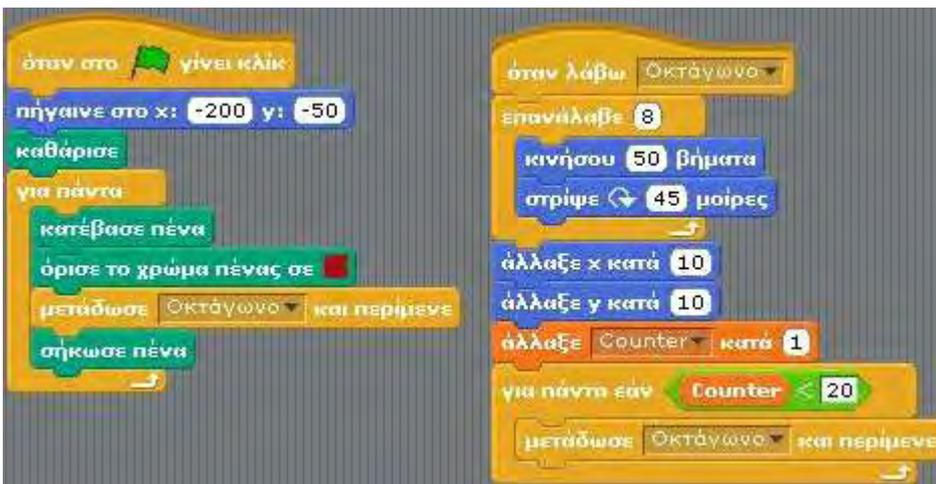 όταν στο γίνει κλίκ
πήγαινε στο x: -200 y: -50
καθάρισε
για πάντα
κατέβασε πένα
όρισε το χρώμα πένας σε
μετάδωσε Οκτάγωνο και περίμενε
σήκωσε πένα
όταν λάβω Οκτάγωνο
επανάλαβε 8
κινήσου 50 βήματα
στρίψε 45 μοίρες
άλλαξε x κατά 10
άλλαξε y κατά 10
άλλαξε Counter κατά 1
για πάντα εάν Counter < 20
μετάδωσε Οκτάγωνο και περίμενε